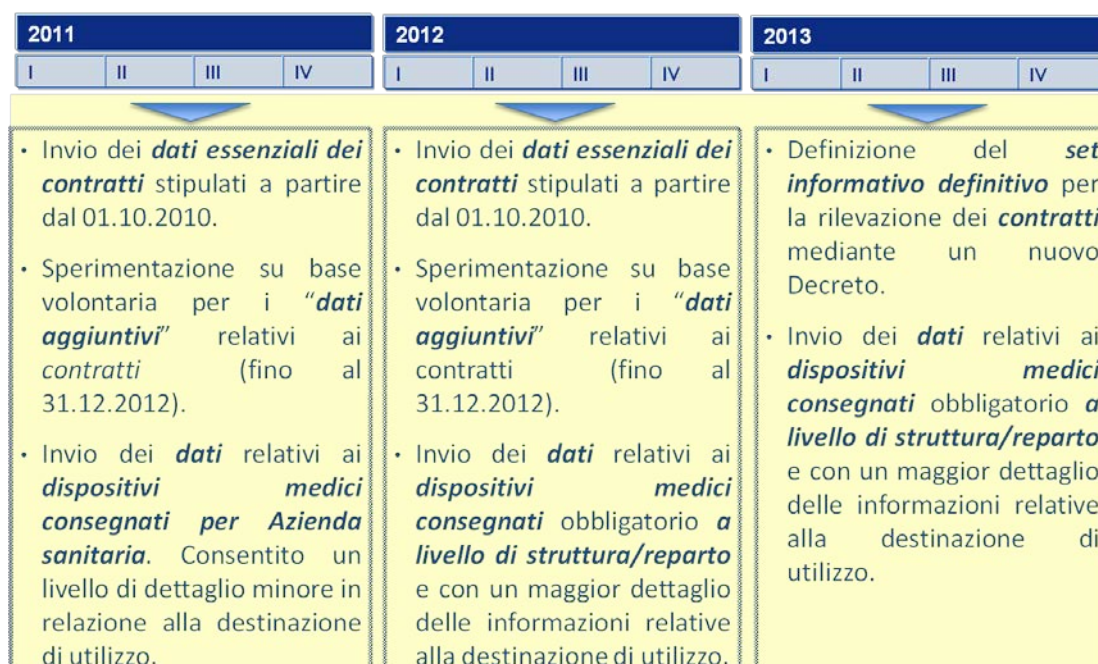 2011
I II III IV
• Invio dei dati essenziali dei
contratti stipulati a partire
dal 01.10.2010.
• Sperimentazione su base
volontaria per i “dati
aggiuntivi” relativi ai
contratti (fino al
31.12.2012).
• Invio dei dati relativi ai
dispositivi medici
consegnati per Azienda
sanitaria. Consentito un
livello di dettaglio minore in
relazione alla destinazione
di utilizzo.
2012
I II III IV
• Invio dei dati essenziali dei
contratti stipulati a partire
dal 01.10.2010.
• Sperimentazione su base
volontaria per i “dati
aggiuntivi” relativi ai
contratti (fino al
31.12.2012).
• Invio dei dati relativi ai
dispositivi medici
consegnati obbligatorio a
livello di struttura/reparto
e con un maggior dettaglio
delle informazioni relative
alla destinazione di utilizzo.
2013
I II III IV
• Definizione del set
informativo definitivo per
la rilevazione dei contratti
mediante un nuovo
Decreto.
• Invio dei dati relativi ai
dispositivi medici
consegnati obbligatorio a
livello di struttura/reparto
e con un maggior dettaglio
delle informazioni relative
alla destinazione di
utilizzo.